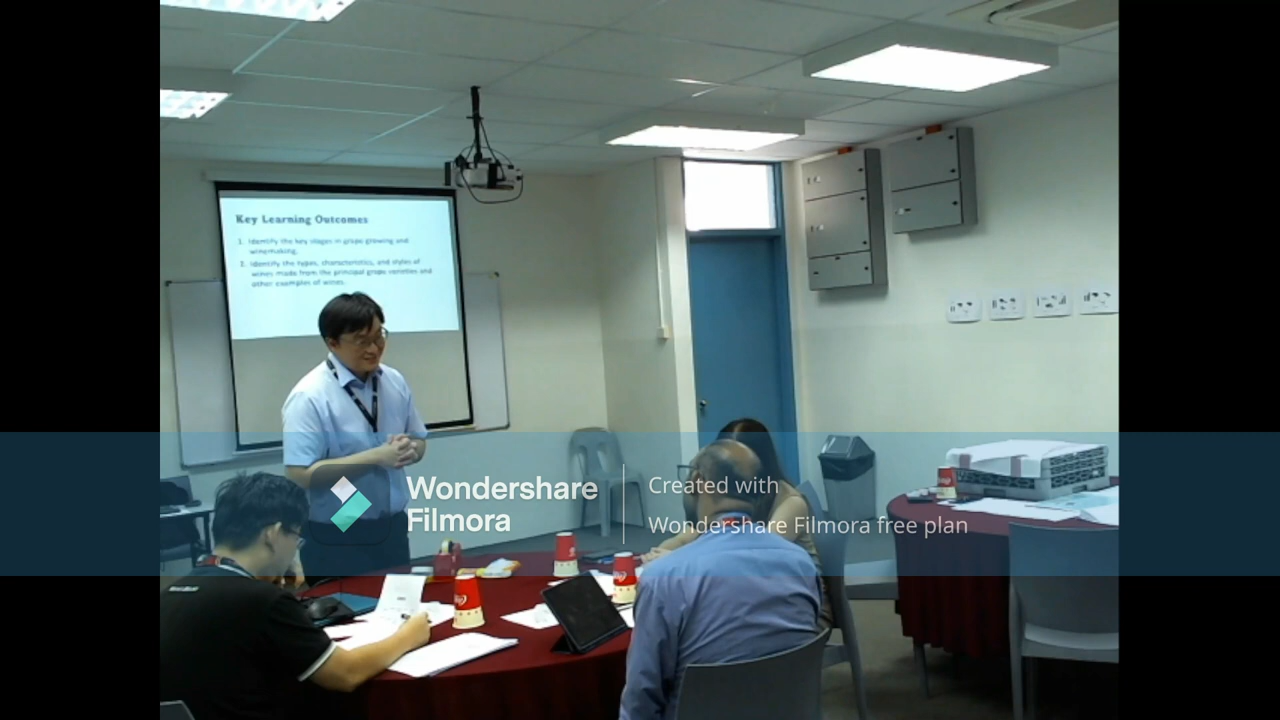 Key Learning Outcomes
1. Identify the key stages in grape growing and
winemaking.
2. Identify the types, characteristics, and styles of
wines made from the principal grape varieties and
other examples of wines.
Wondershare
Filmora
Created with
Wondershare Filmora free plan